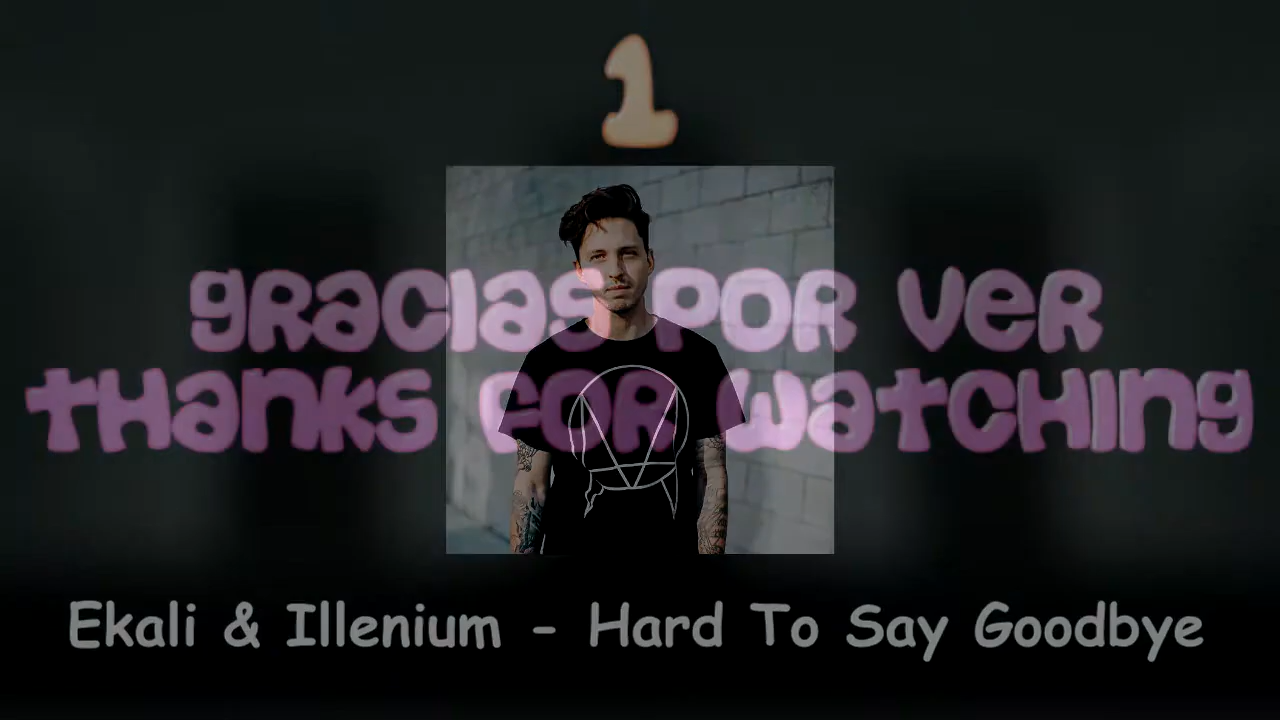 1
GRACIAS POR VER
THANKS FOR WATCHING
Ekali & Illenium - Hard To Say Goodbye